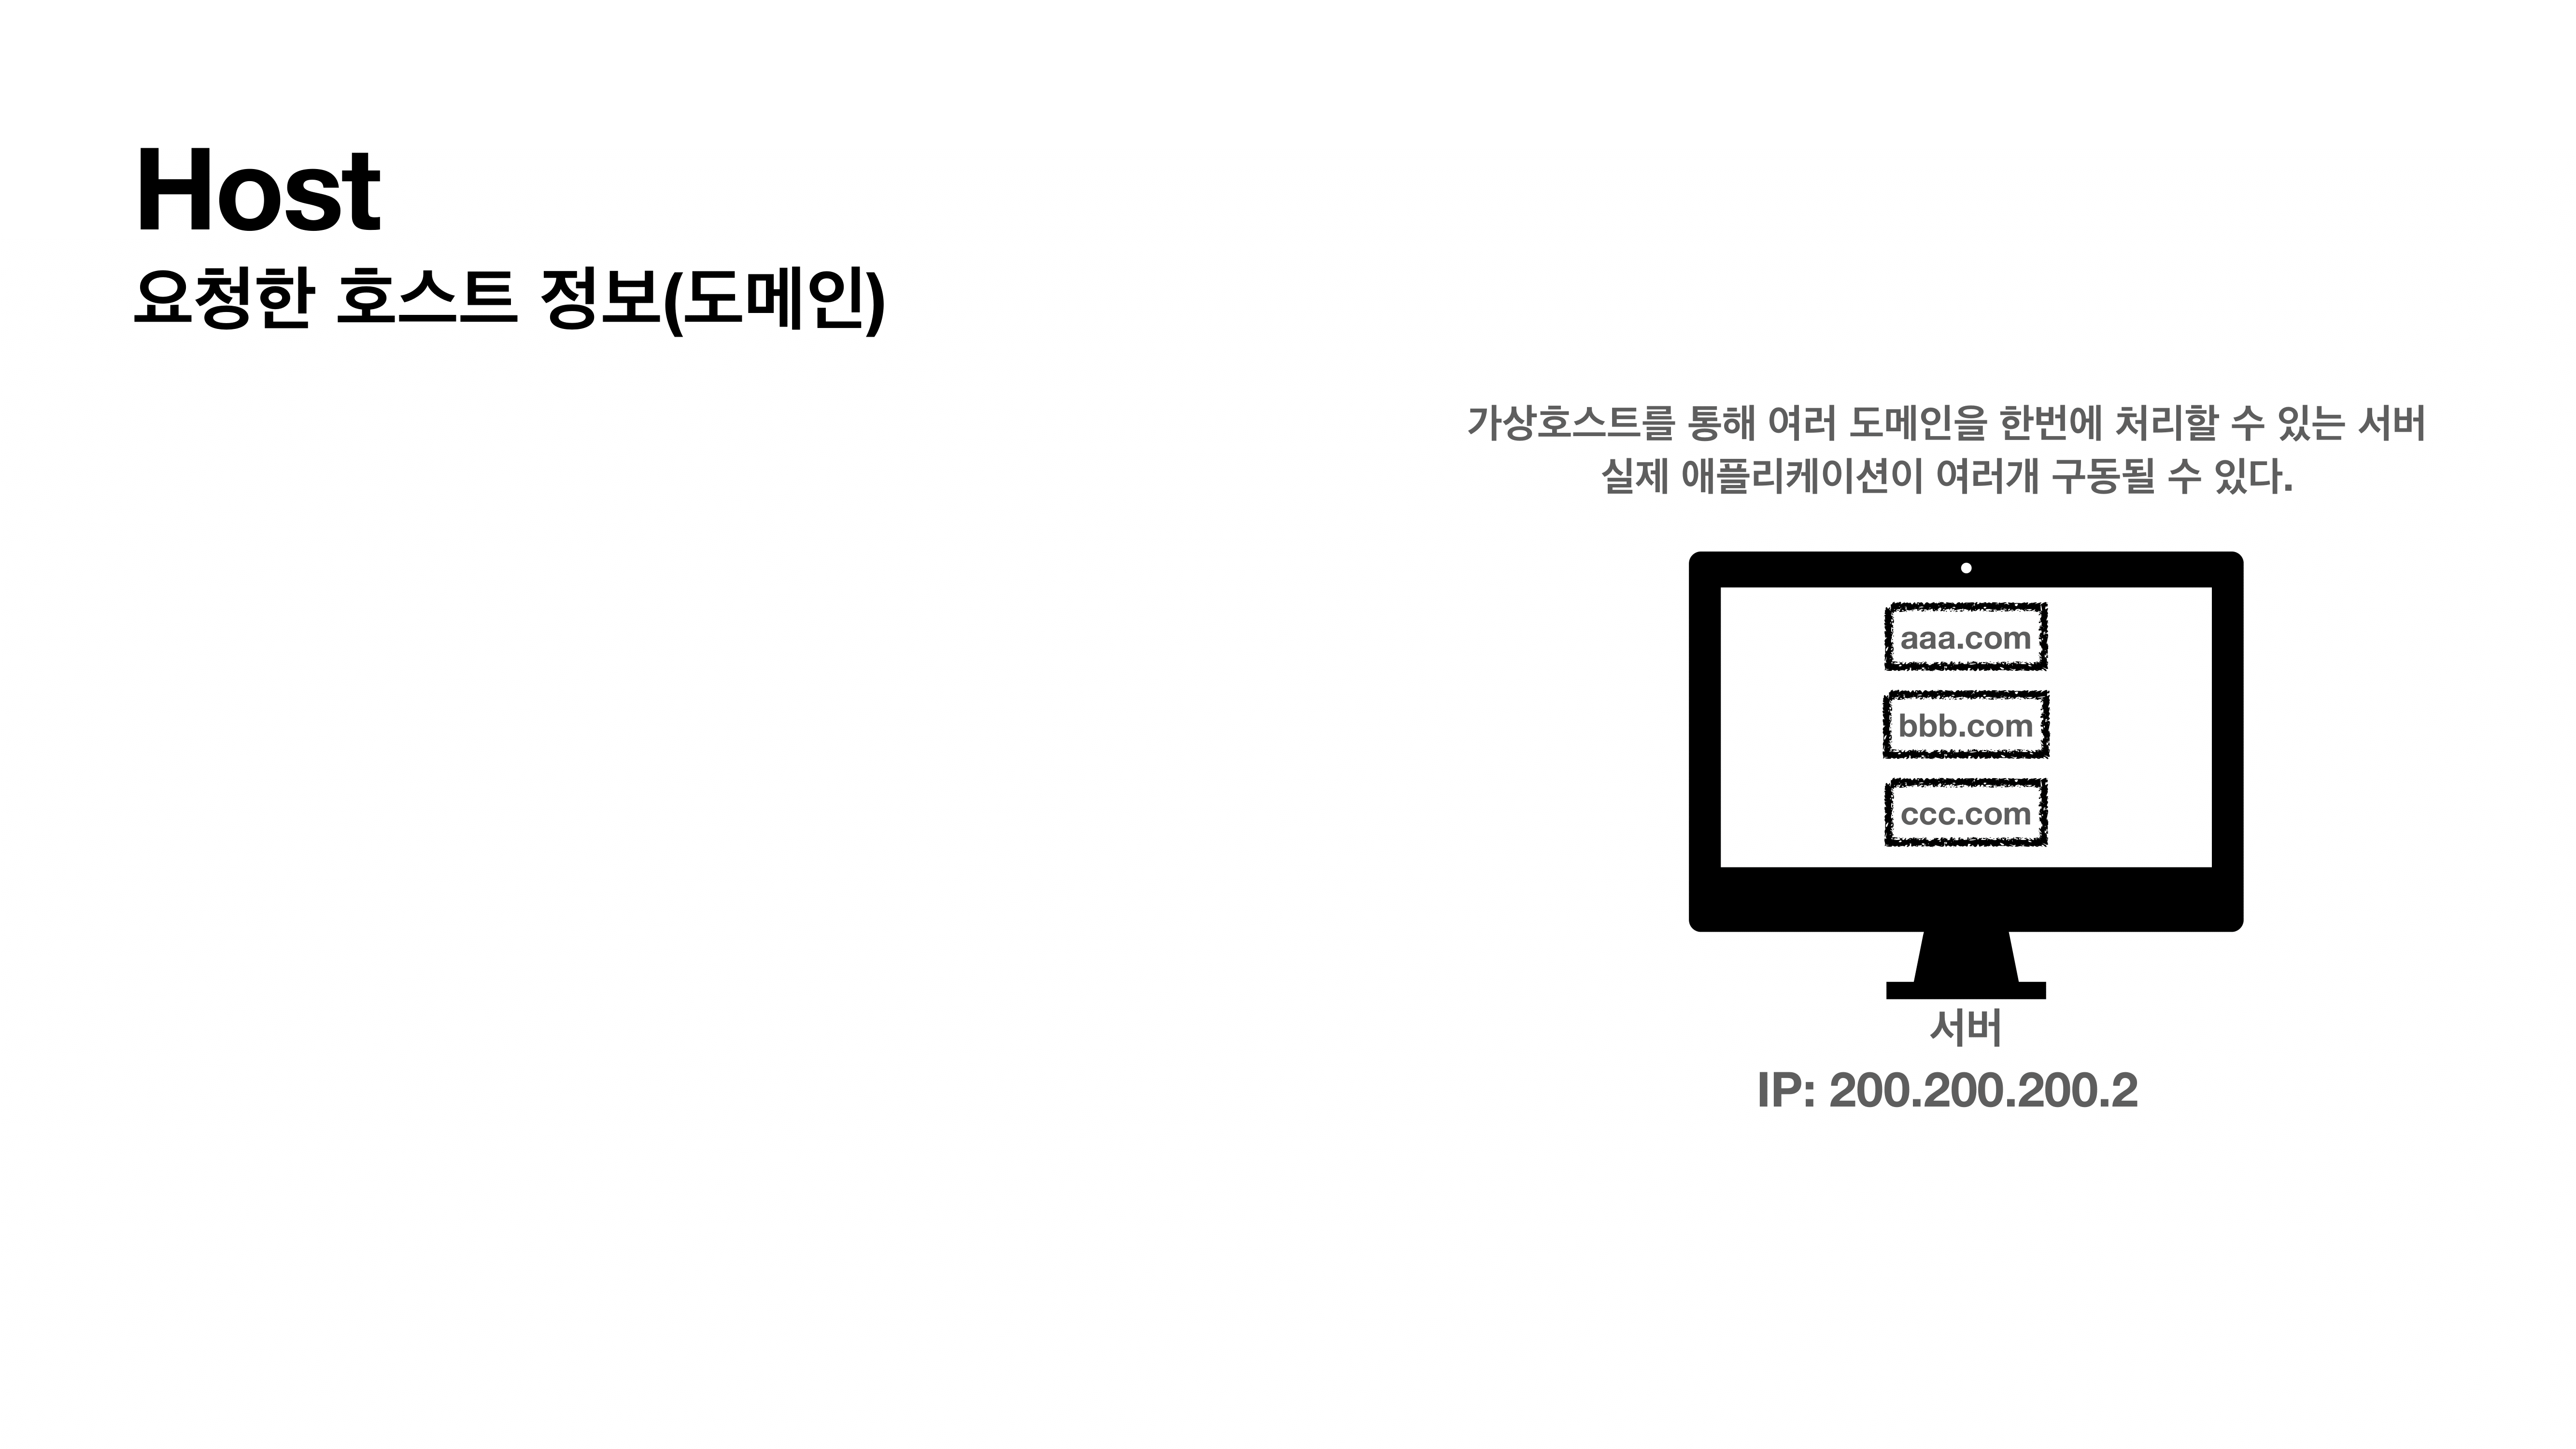 Host
요청한 호스트 정보(도메인)
가상호스트를 통해 여러 도메인을 한번에 처리할 수 있는 서버
실제 애플리케이션이 여러개 구동될 수 있다.
aaa.com
bbb.com
ccc.com
서버
IP: 200.200.200.2